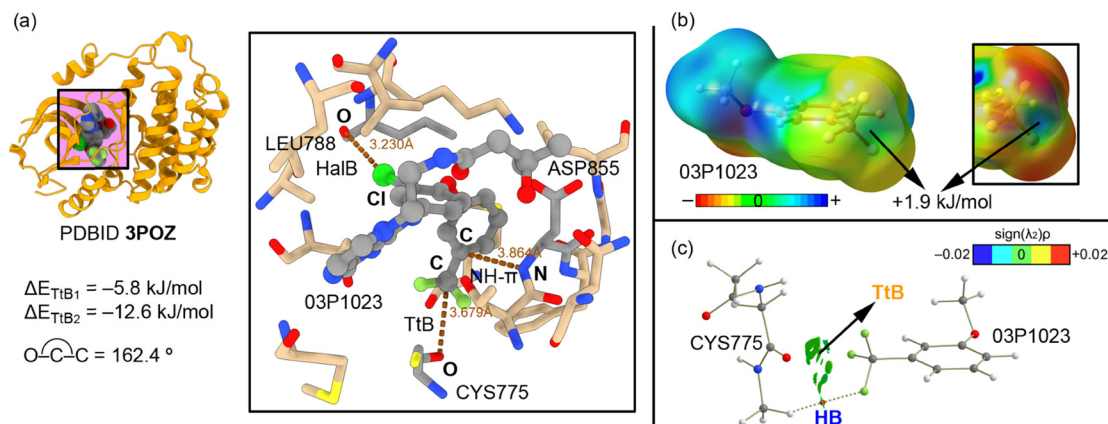 (a)
PDBID 3POZ
ΔE_TtB1 = –5.8 kJ/mol
ΔE_TtB2 = –12.6 kJ/mol
O–C–C = 162.4 º
O
3.230Å
LEU788
HalB
Cl
ASP855
C
3.864Å
C
N
NH-π
03P1023
TtB
3.679Å
O
CYS775
(b)
03P1023
– 0 +
+1.9 kJ/mol
(c)
sign(λ2)ρ
–0.02 0 +0.02
TtB
CYS775
03P1023
HB